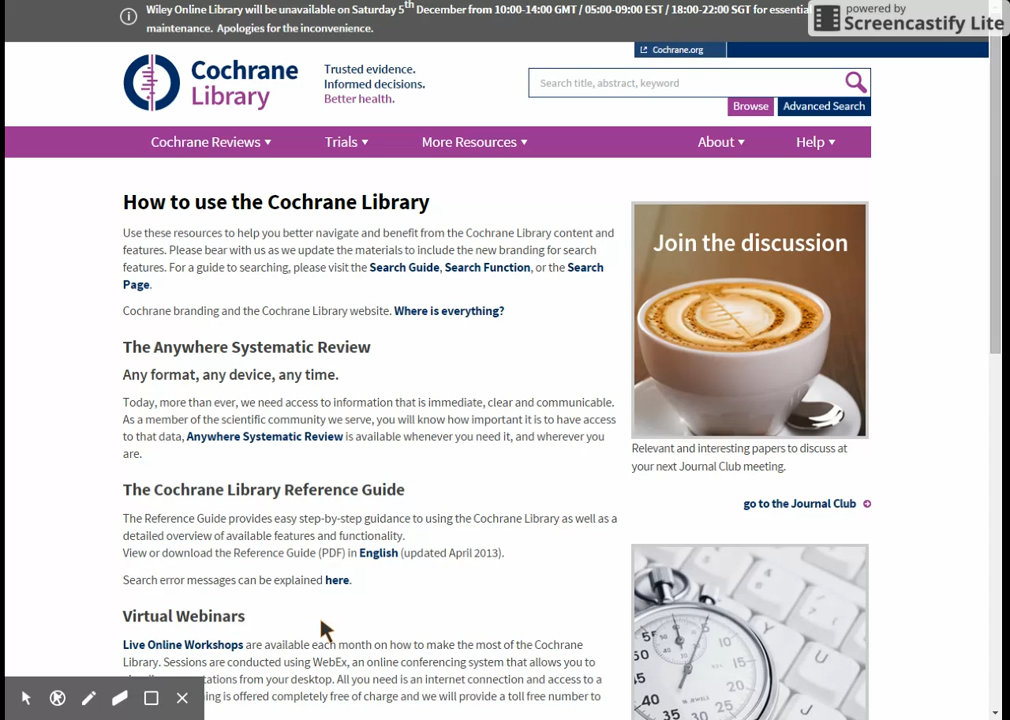 Wiley Online Library will be unavailable on Saturday 5th December from 10:00-14:00 GMT / 05:00-09:00 EST / 18:00-22:00 SGT for essential
maintenance. Apologies for the inconvenience.
powered by
Screencastify Lite
Cochrane.org
Cochrane
Library
Trusted evidence.
Informed decisions.
Better health.
Search title, abstract, keyword
Browse
Advanced Search
Cochrane Reviews
Trials
More Resources
About
Help
How to use the Cochrane Library
Use these resources to help you better navigate and benefit from the Cochrane Library content and
features. Please bear with us as we update the materials to include the new branding for search
features. For a guide to searching, please visit the Search Guide, Search Function, or the Search
Page.
Cochrane branding and the Cochrane Library website. Where is everything?
The Anywhere Systematic Review
Any format, any device, any time.
Today, more than ever, we need access to information that is immediate, clear and communicable.
As a member of the scientific community we serve, you will know how important it is to have access
to that data, Anywhere Systematic Review is available whenever you need it, and wherever you
are.
The Cochrane Library Reference Guide
The Reference Guide provides easy step-by-step guidance to using the Cochrane Library as well as a
detailed overview of available features and functionality.
View or download the Reference Guide (PDF) in English (updated April 2013).
Search error messages can be explained here.
Virtual Webinars
Live Online Workshops are available each month on how to make the most of the Cochrane
Library. Sessions are conducted using WebEx, an online conferencing system that allows you to
from your desktop. All you need is an internet connection and access to a
is offered completely free of charge and we will provide a toll free number to
Join the discussion
Relevant and interesting papers to discuss at
your next Journal Club meeting.
go to the Journal Club
55
5
50
10
45
15
40
20
25
U
J